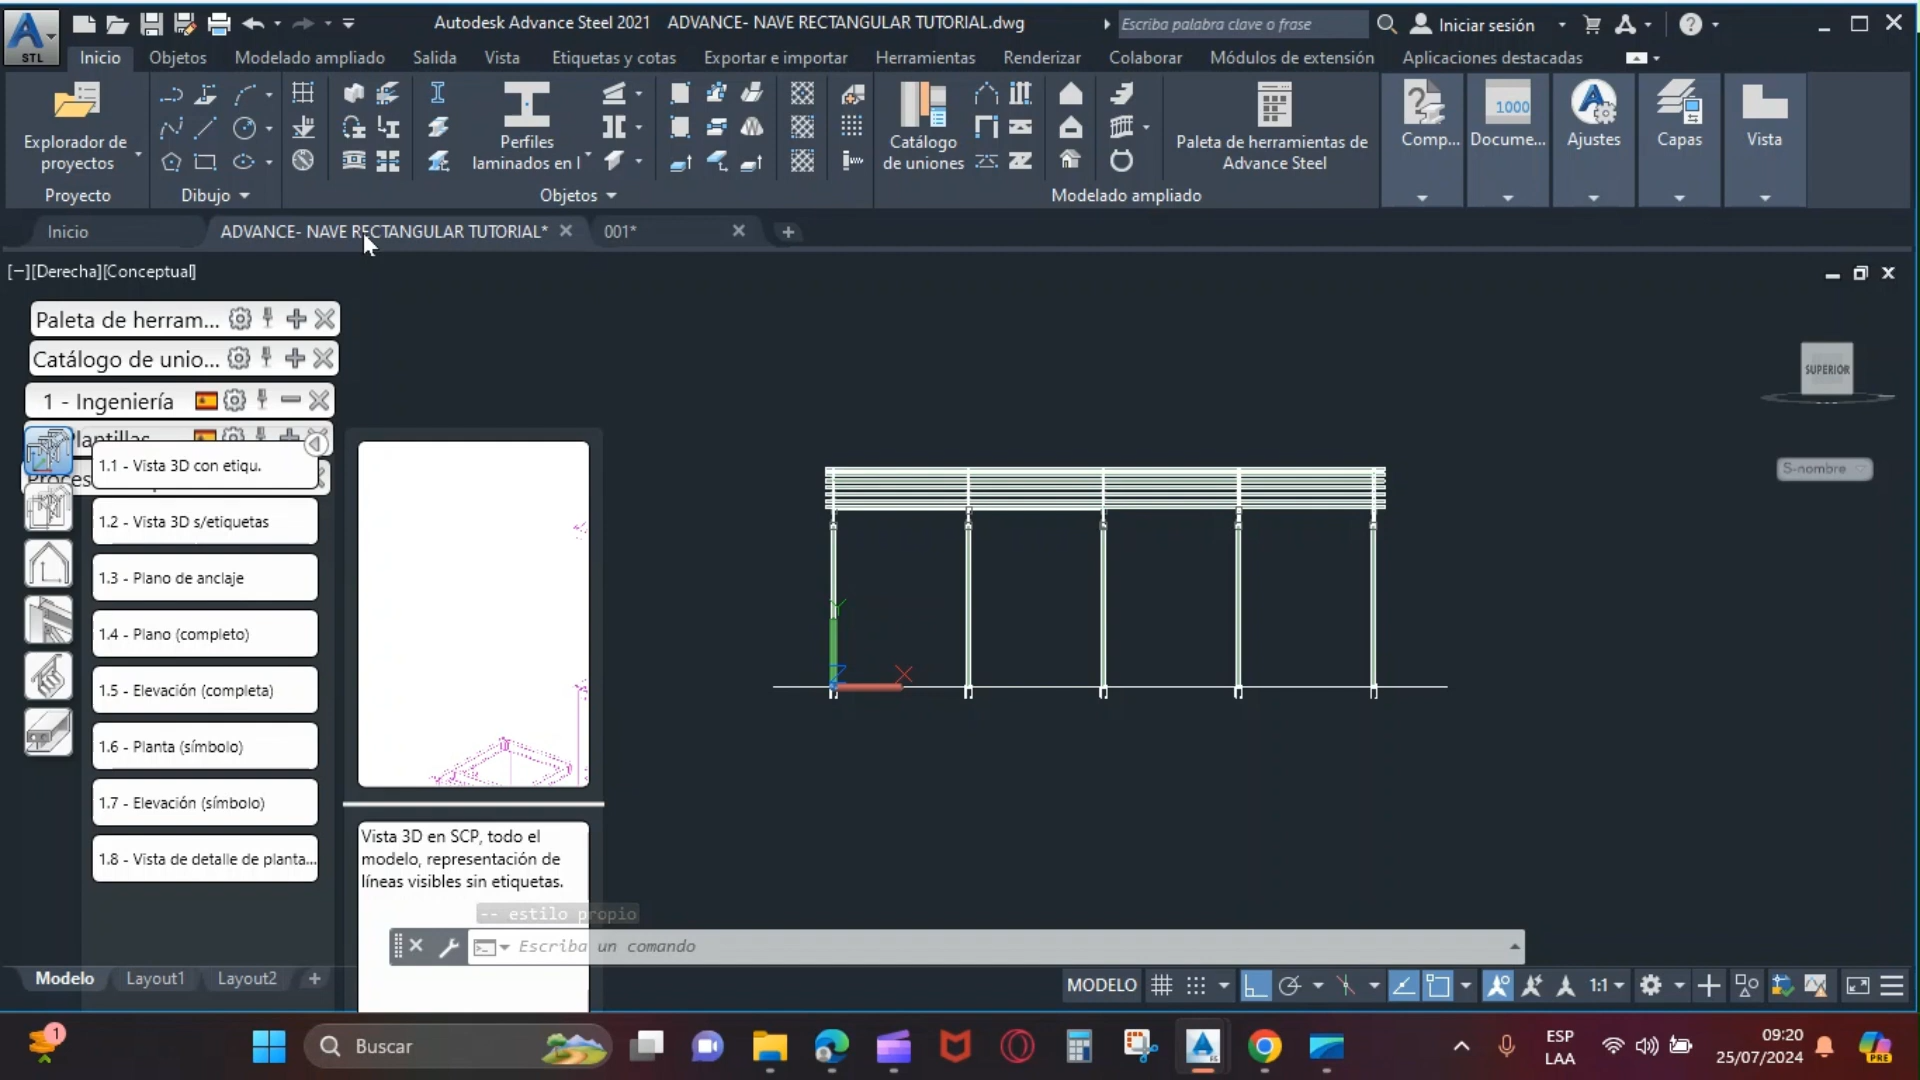 STL
Autodesk Advance Steel 2021 ADVANCE- NAVE RECTANGULAR TUTORIAL.dwg
Escriba palabra clave o frase
Iniciar sesión
Inicio Objetos Modelado ampliado Salida Vista Etiquetas y cotas Exportar e importar Herramientas Renderizar Colaborar Módulos de extensión Aplicaciones destacadas
Explorador de
proyectos
Perfiles
laminados en I
Catálogo
de uniones
Paleta de herramientas de
Advance Steel
Comp...
1000
Docume...
Ajustes
Capas
Vista
Proyecto Dibujo Objetos Modelado ampliado
Inicio ADVANCE- NAVE RECTANGULAR TUTORIAL* 001*
[−][Derecha][Conceptual]
Paleta de herram...
Catálogo de unio...
1 - Ingeniería
1.1 - Vista 3D con etiqu.
1.2 - Vista 3D s/etiquetas
1.3 - Plano de anclaje
1.4 - Plano (completo)
1.5 - Elevación (completa)
1.6 - Planta (símbolo)
1.7 - Elevación (símbolo)
1.8 - Vista de detalle de planta...
Vista 3D en SCP, todo el
modelo, representación de
líneas visibles sin etiquetas.
SUPERIOR
S-nombre
Y
Z
X
-- estilo propio
Escriba un comando
Modelo Layout1 Layout2
MODELO
1:1
1
Buscar
ESP
LAA
09:20
25/07/2024
PRE